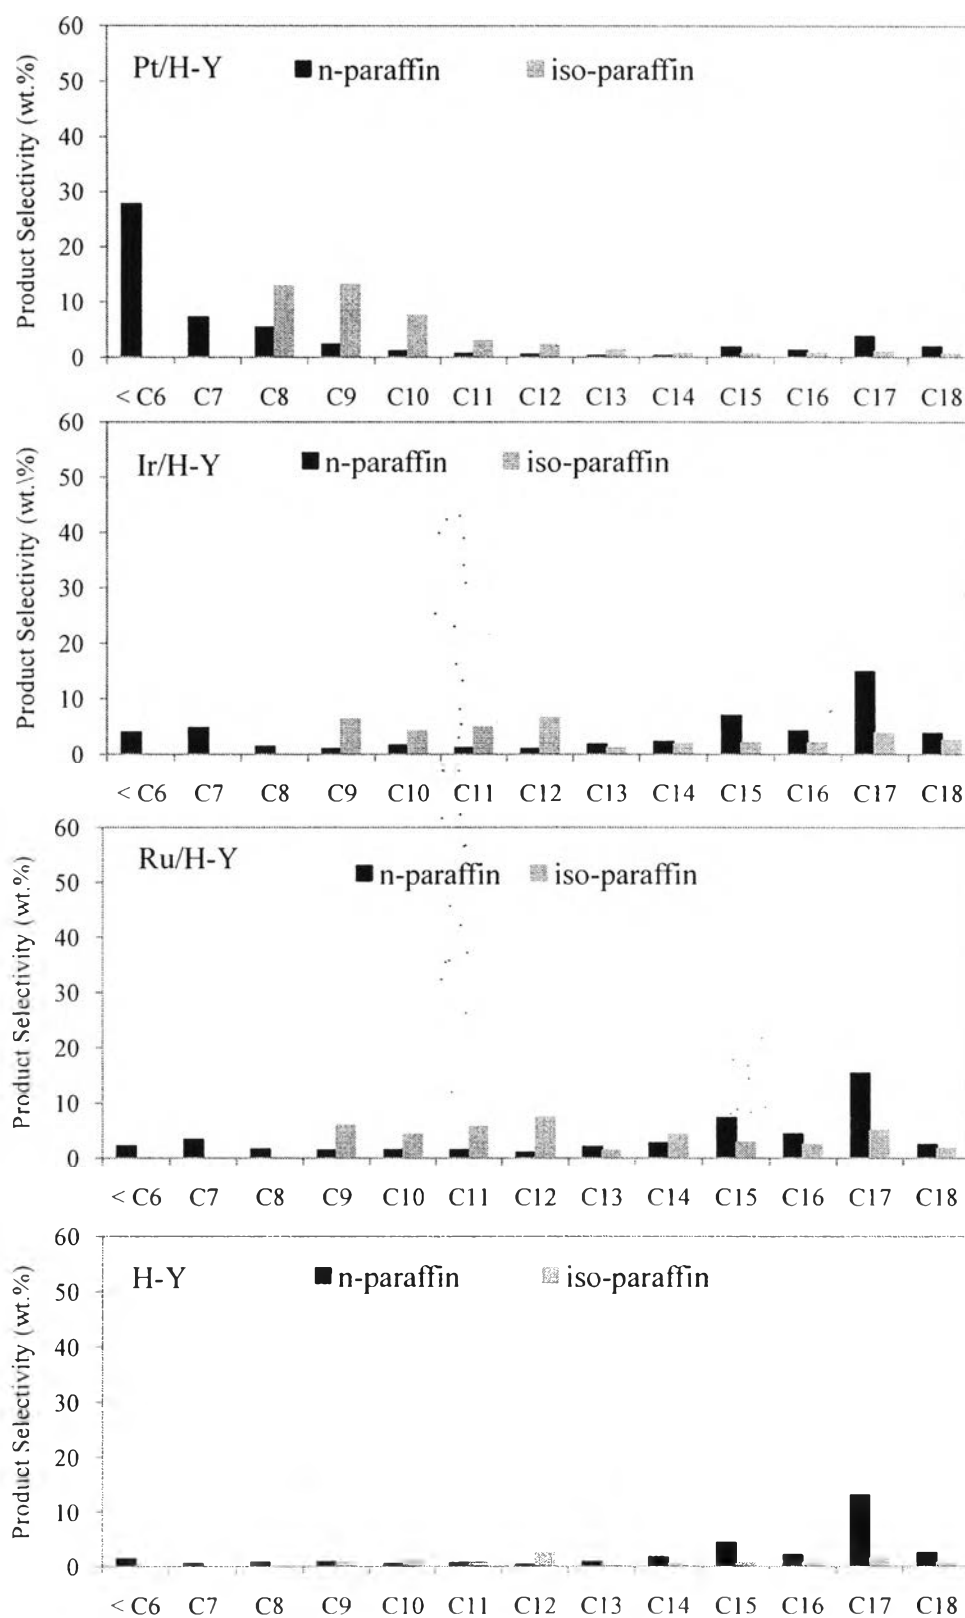 60
50
40
30
20
10
0
Product Selectivity (wt.%)
Pt/H-Y n-paraffin iso-paraffin
< C6 C7 C8 C9 C10 C11 C12 C13 C14 C15 C16 C17 C18
60
50
40
30
20
10
0
Product Selectivity (wt.\%)
Ir/H-Y n-paraffin iso-paraffin
< C6 C7 C8 C9 C10 C11 C12 C13 C14 C15 C16 C17 C18
60
50
40
30
20
10
0
Product Selectivity (wt.%)
Ru/H-Y n-paraffin iso-paraffin
< C6 C7 C8 C9 C10 C11 C12 C13 C14 C15 C16 C17 C18
60
50
40
30
20
10
0
Product Selectivity (wt.%)
H-Y n-paraffin iso-paraffin
< C6 C7 C8 C9 C10 C11 C12 C13 C14 C15 C16 C17 C18